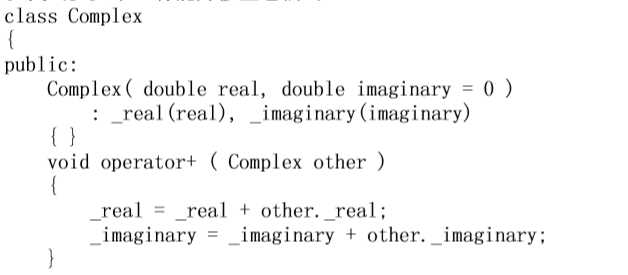 class Complex
{
public:
    Complex( double real, double imaginary = 0 )
        : _real(real), _imaginary(imaginary)
    { }
    void operator+ ( Complex other )
    {
        _real = _real + other._real;
        _imaginary = _imaginary + other._imaginary;
    }